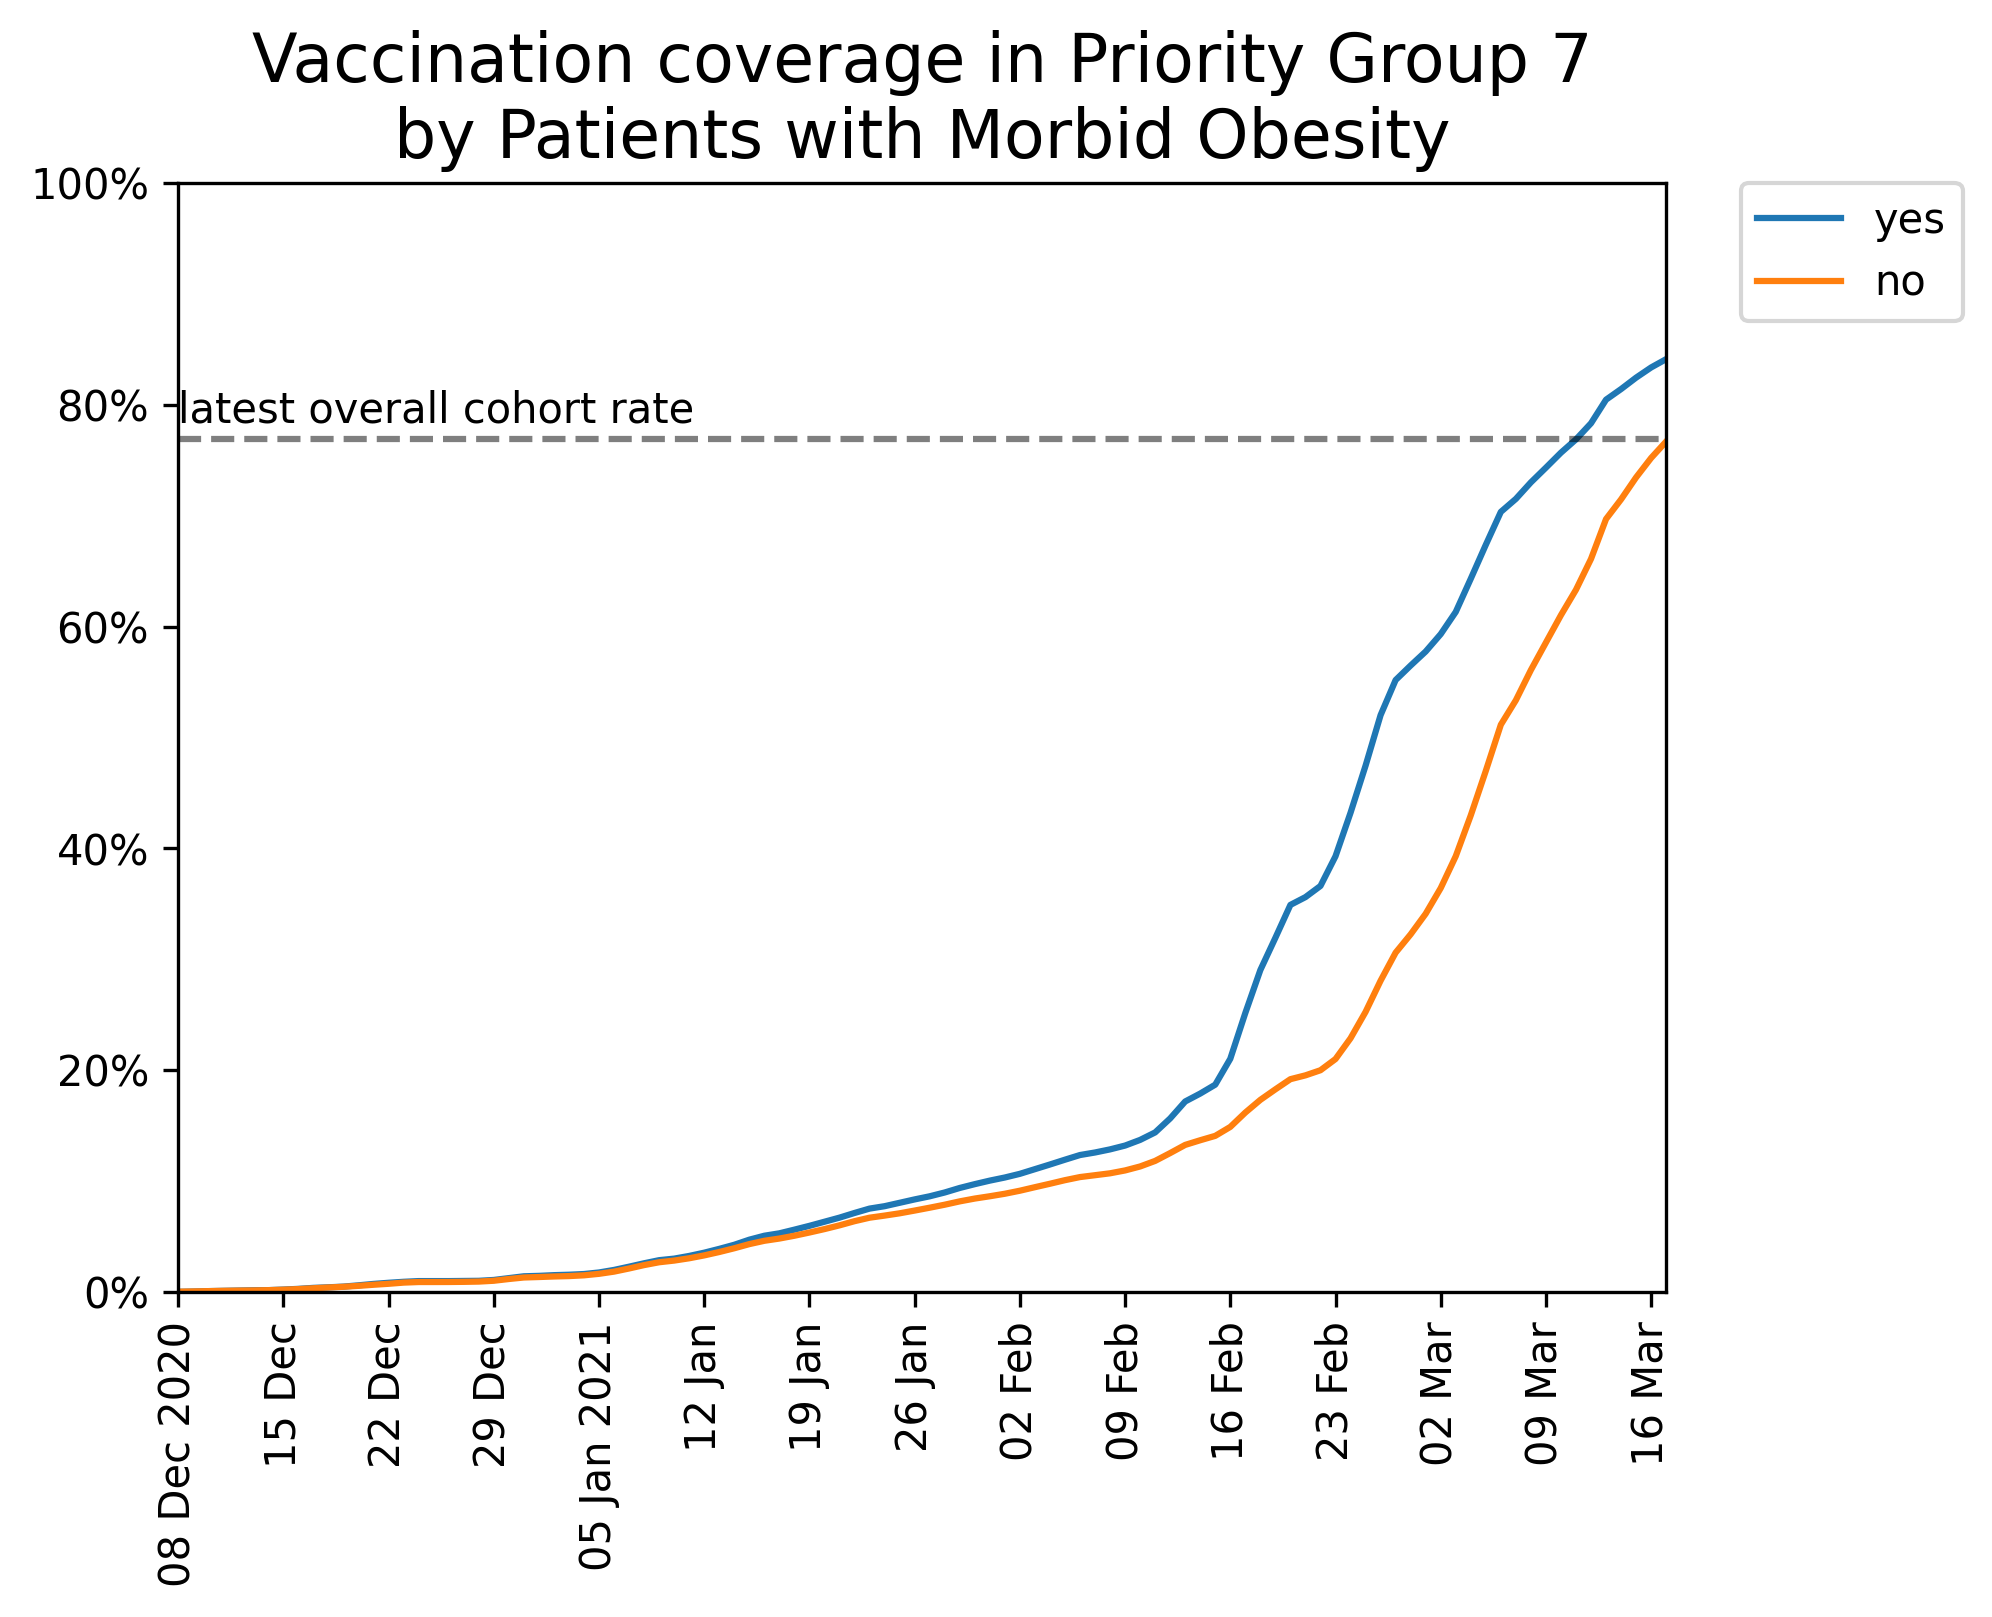 Vaccination coverage in Priority Group 7
by Patients with Morbid Obesity
100%
80%
60%
40%
20%
0%
latest overall cohort rate
yes
no
08 Dec 2020
15 Dec
22 Dec
29 Dec
05 Jan 2021
12 Jan
19 Jan
26 Jan
02 Feb
09 Feb
16 Feb
23 Feb
02 Mar
09 Mar
16 Mar